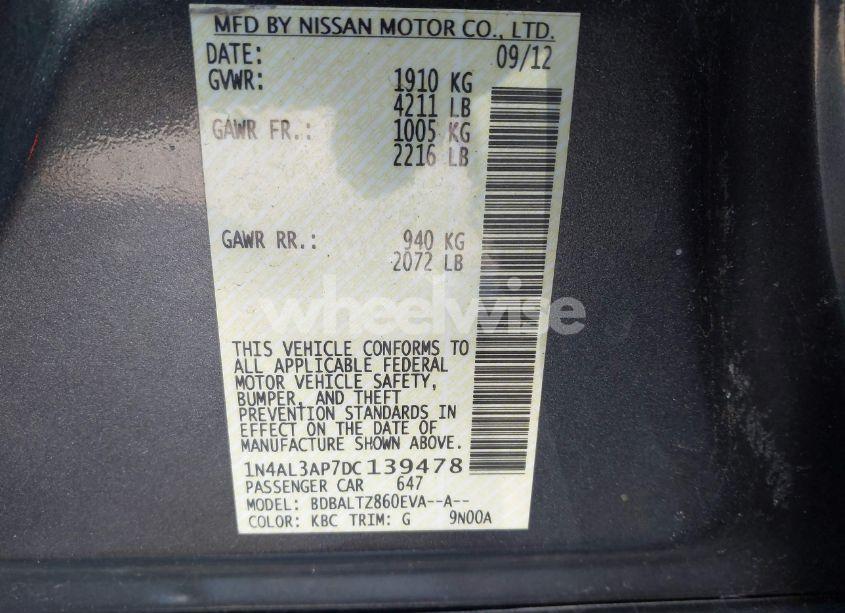 MFD BY NISSAN MOTOR CO., LTD.
DATE: 09/12
GVWR: 1910 KG
4211 LB
GAWR FR.: 1005 KG
2216 LB
GAWR RR.: 940 KG
2072 LB
wheelwise
THIS VEHICLE CONFORMS TO
ALL APPLICABLE FEDERAL
MOTOR VEHICLE SAFETY,
BUMPER, AND THEFT
PREVENTION STANDARDS IN
EFFECT ON THE DATE OF
MANUFACTURE SHOWN ABOVE.
1N4AL3AP7DC139478
PASSENGER CAR 647
MODEL: BDBALTZ860EVA--A--
COLOR: KBC TRIM: G 9N00A